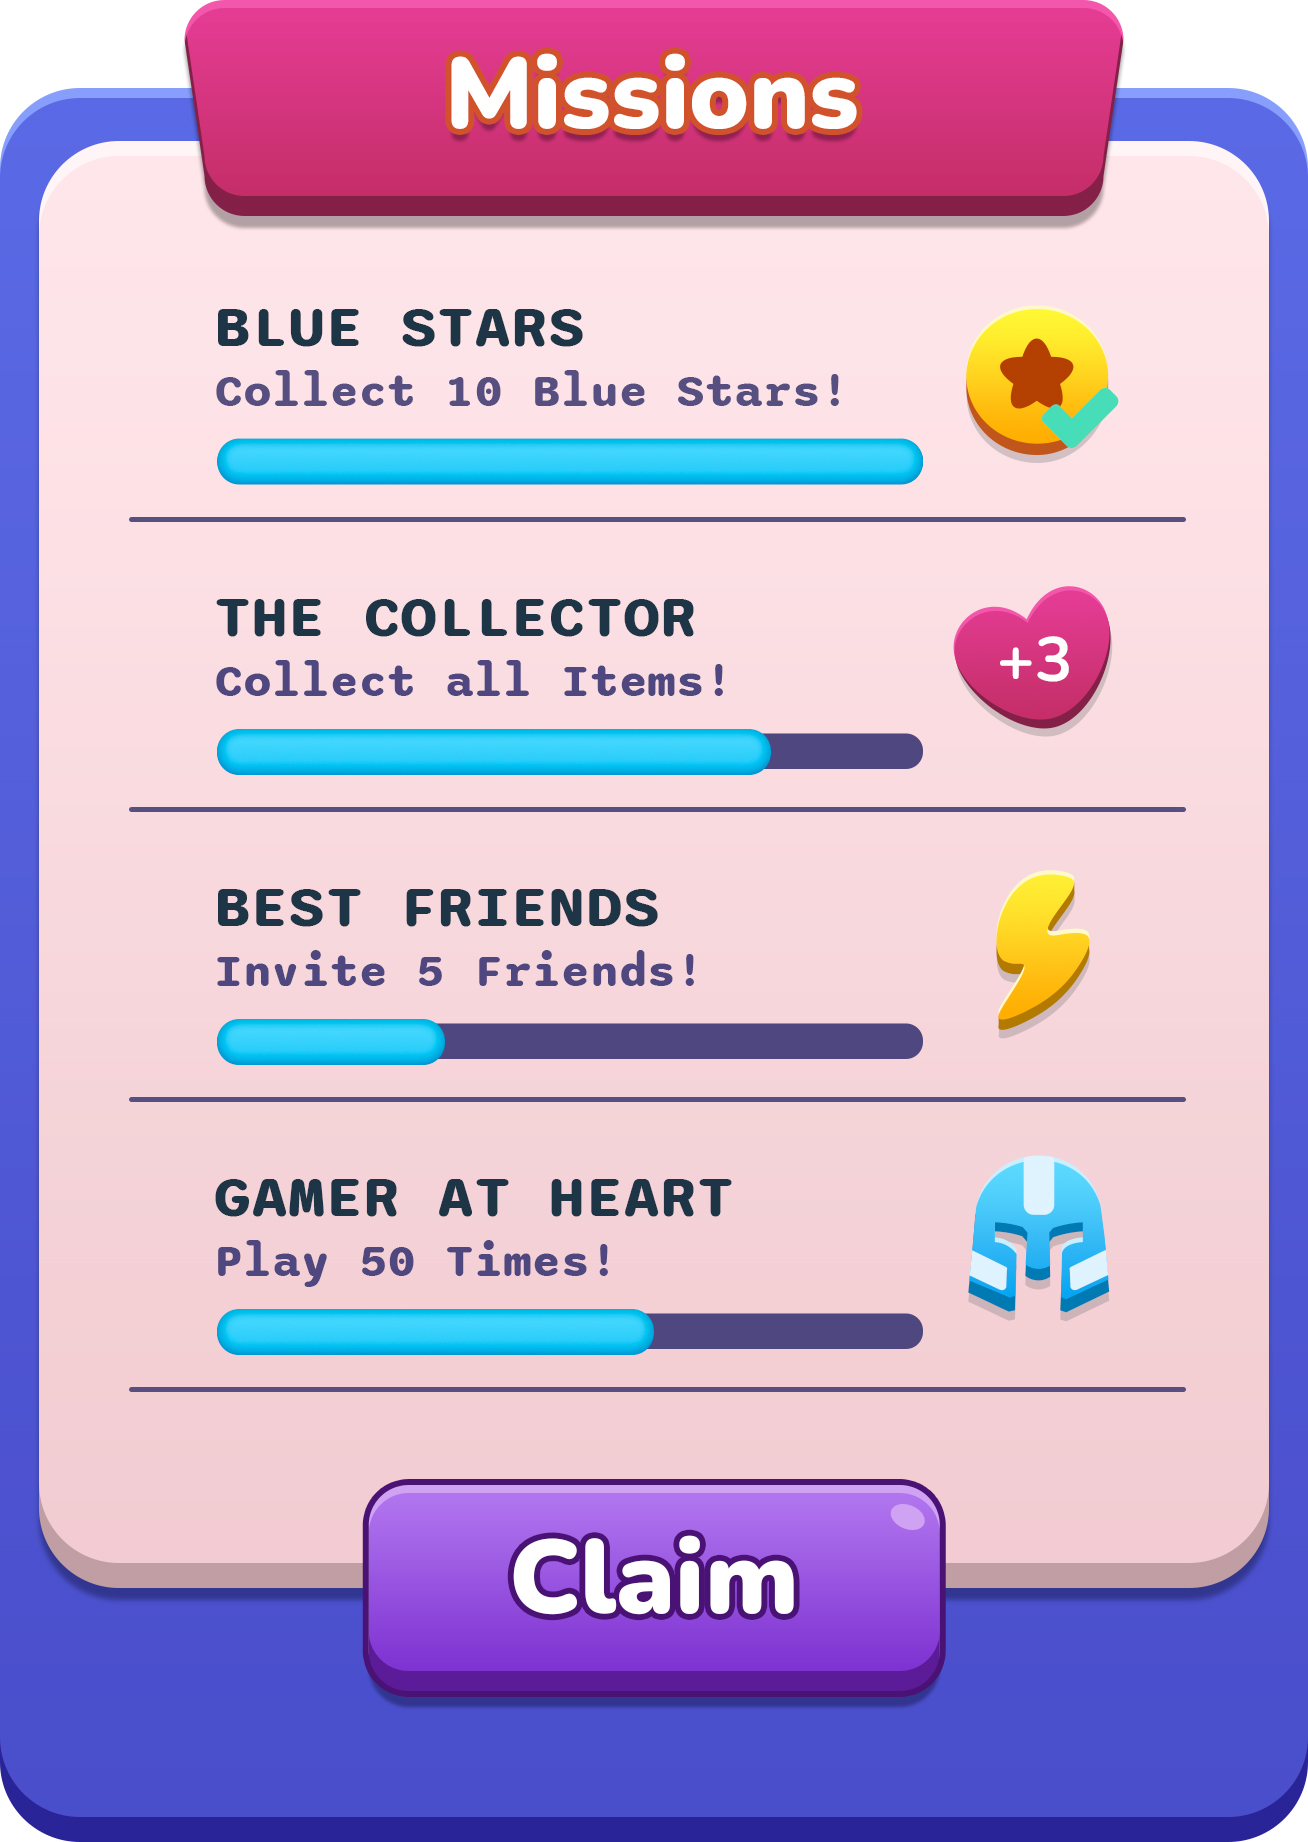 Missions
BLUE STARS
Collect 10 Blue Stars!
THE COLLECTOR
Collect all Items!
+3
BEST FRIENDS
Invite 5 Friends!
GAMER AT HEART
Play 50 Times!
Claim